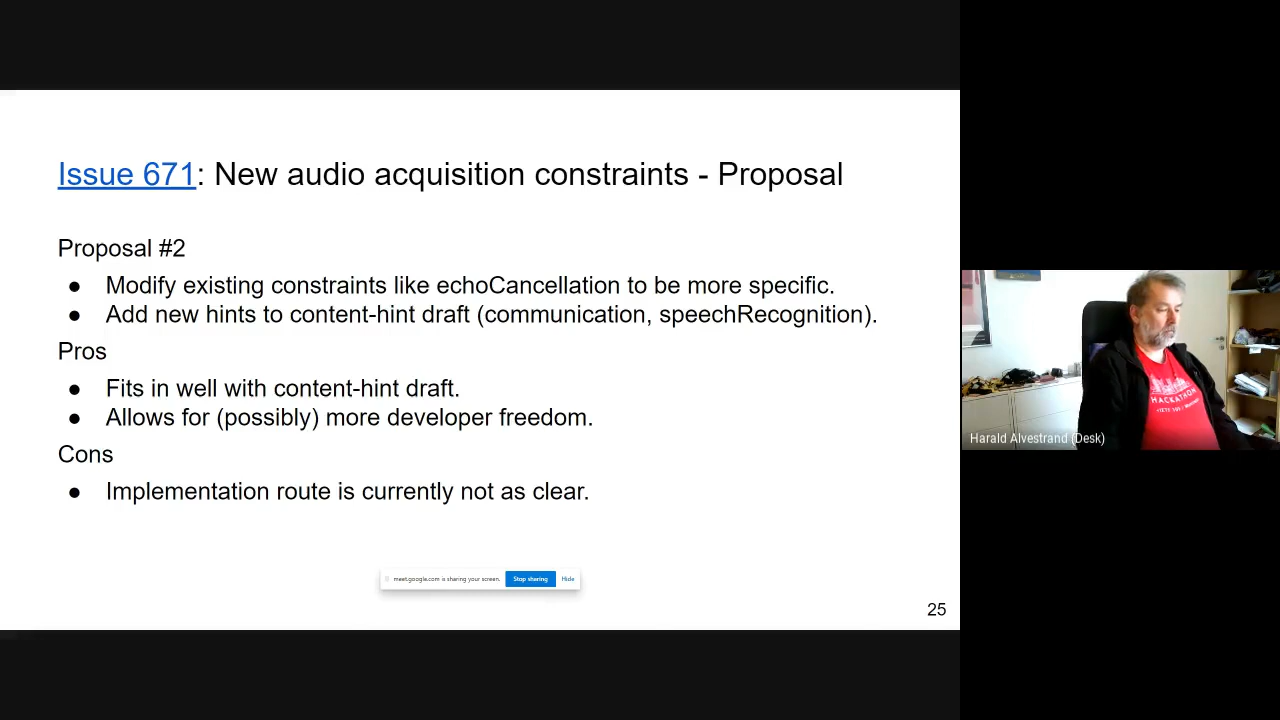 Issue 671: New audio acquisition constraints - Proposal
Proposal #2
● Modify existing constraints like echoCancellation to be more specific.
● Add new hints to content-hint draft (communication, speechRecognition).
Pros
● Fits in well with content-hint draft.
● Allows for (possibly) more developer freedom.
Cons
● Implementation route is currently not as clear.
meet.google.com is sharing your screen. Stop sharing Hide
25
HACKATHON
Harald Alvestrand (Desk)